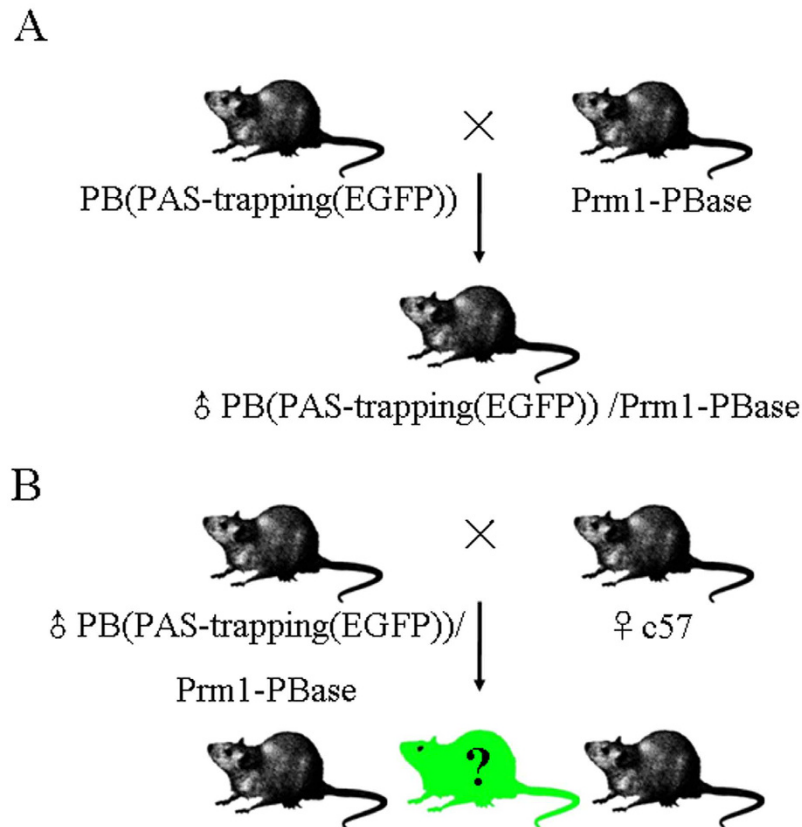 A
×
PB(PAS-trapping(EGFP)) Prm1-PBase
♂ PB(PAS-trapping(EGFP)) /Prm1-PBase
B
×
♂ PB(PAS-trapping(EGFP))/ ♀ c57
Prm1-PBase
?